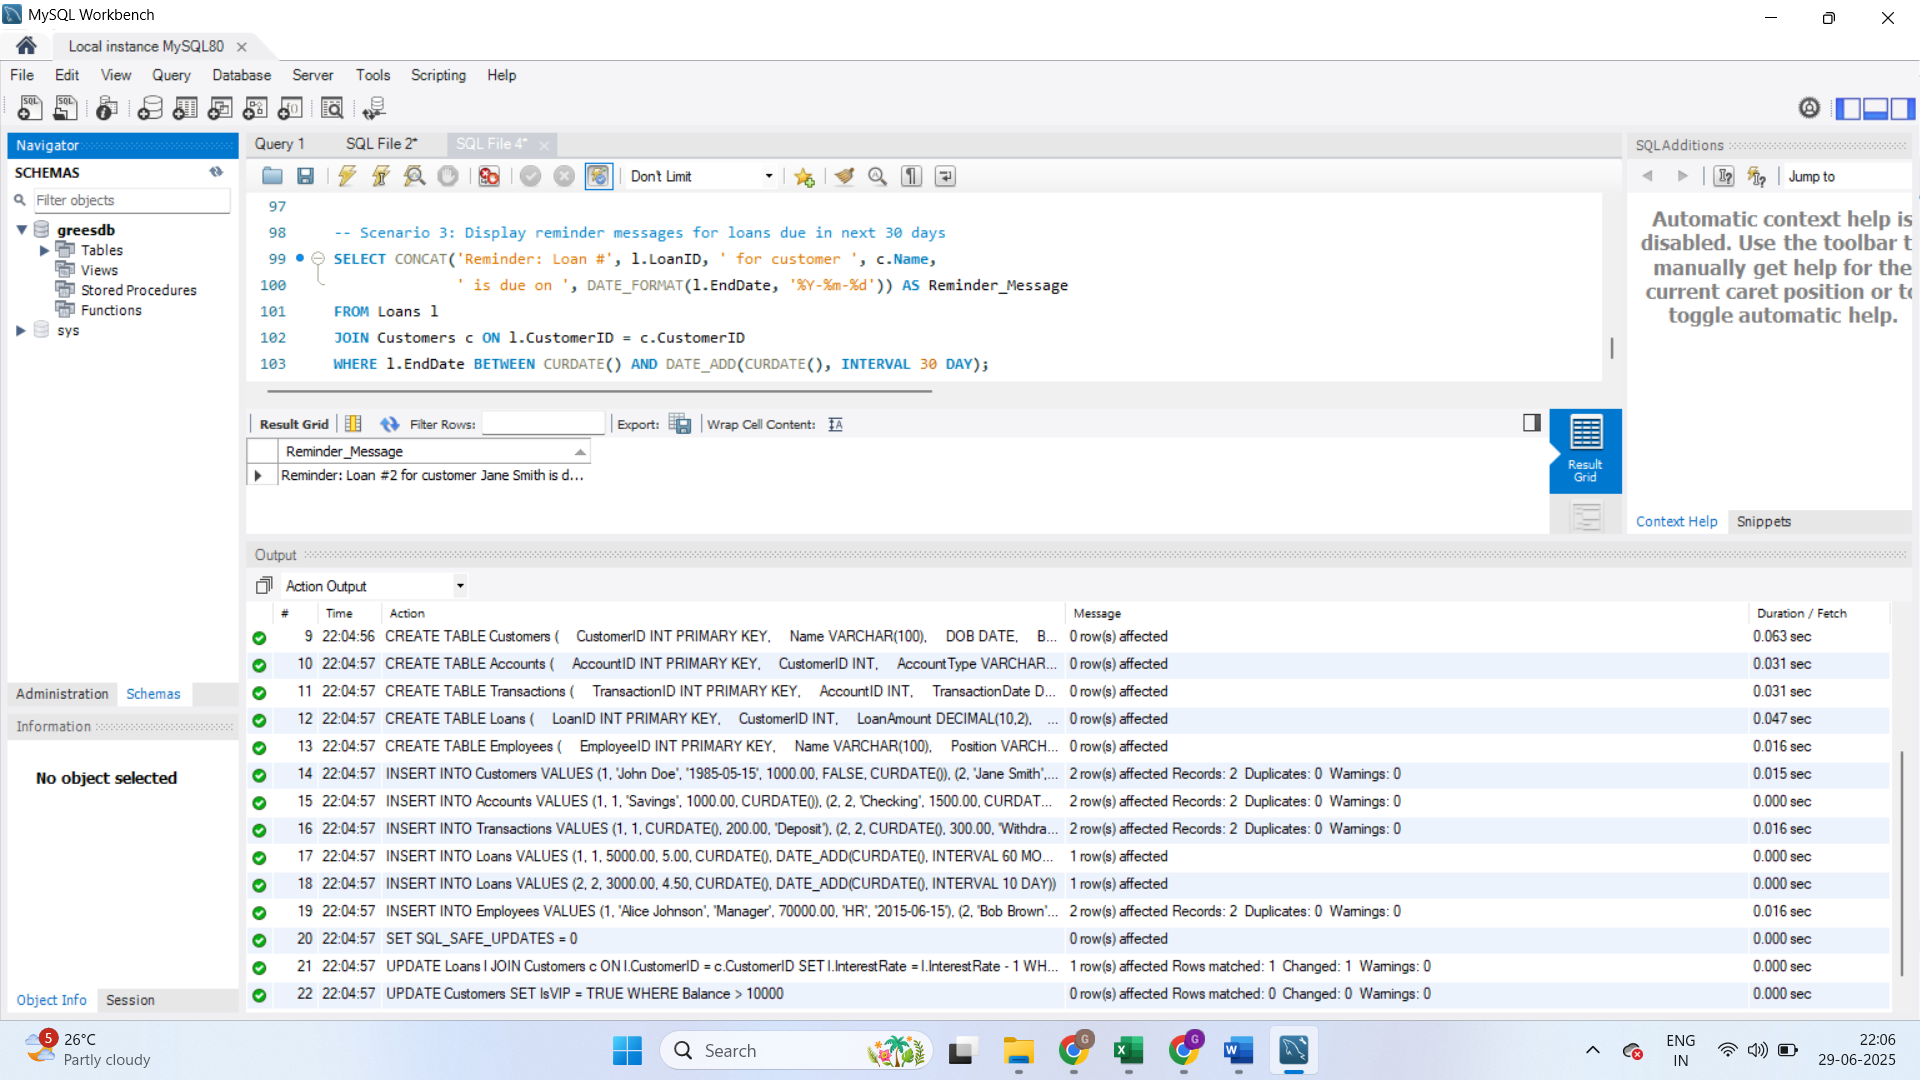 MySQL Workbench
Local instance MySQL80
File Edit View Query Database Server Tools Scripting Help
Navigator
SCHEMAS
Filter objects
greesdb
Tables
Views
Stored Procedures
Functions
sys
Administration Schemas
Information
No object selected
Object Info Session
Query 1 SQL File 2* SQL File 4*
Don't Limit
97
98 -- Scenario 3: Display reminder messages for loans due in next 30 days
99 SELECT CONCAT('Reminder: Loan #', l.LoanID, ' for customer ', c.Name,
100 ' is due on ', DATE_FORMAT(l.EndDate, '%Y-%m-%d')) AS Reminder_Message
101 FROM Loans l
102 JOIN Customers c ON l.CustomerID = c.CustomerID
103 WHERE l.EndDate BETWEEN CURDATE() AND DATE_ADD(CURDATE(), INTERVAL 30 DAY);
Result Grid Filter Rows: Export: Wrap Cell Content:
Reminder_Message
Reminder: Loan #2 for customer Jane Smith is d...
Result
Grid
SQLAdditions
Jump to
Automatic context help is
disabled. Use the toolbar t
manually get help for the
current caret position or to
toggle automatic help.
Context Help Snippets
Output
Action Output
# Time Action Message Duration / Fetch
9 22:04:56 CREATE TABLE Customers ( CustomerID INT PRIMARY KEY, Name VARCHAR(100), DOB DATE, B... 0 row(s) affected 0.063 sec
10 22:04:57 CREATE TABLE Accounts ( AccountID INT PRIMARY KEY, CustomerID INT, AccountType VARCHAR... 0 row(s) affected 0.031 sec
11 22:04:57 CREATE TABLE Transactions ( TransactionID INT PRIMARY KEY, AccountID INT, TransactionDate D... 0 row(s) affected 0.031 sec
12 22:04:57 CREATE TABLE Loans ( LoanID INT PRIMARY KEY, CustomerID INT, LoanAmount DECIMAL(10,2), ... 0 row(s) affected 0.047 sec
13 22:04:57 CREATE TABLE Employees ( EmployeeID INT PRIMARY KEY, Name VARCHAR(100), Position VARCH... 0 row(s) affected 0.016 sec
14 22:04:57 INSERT INTO Customers VALUES (1, 'John Doe', '1985-05-15', 1000.00, FALSE, CURDATE()), (2, 'Jane Smith',... 2 row(s) affected Records: 2 Duplicates: 0 Warnings: 0 0.015 sec
15 22:04:57 INSERT INTO Accounts VALUES (1, 1, 'Savings', 1000.00, CURDATE()), (2, 2, 'Checking', 1500.00, CURDAT... 2 row(s) affected Records: 2 Duplicates: 0 Warnings: 0 0.000 sec
16 22:04:57 INSERT INTO Transactions VALUES (1, 1, CURDATE(), 200.00, 'Deposit'), (2, 2, CURDATE(), 300.00, 'Withdra... 2 row(s) affected Records: 2 Duplicates: 0 Warnings: 0 0.016 sec
17 22:04:57 INSERT INTO Loans VALUES (1, 1, 5000.00, 5.00, CURDATE(), DATE_ADD(CURDATE(), INTERVAL 60 MO... 1 row(s) affected 0.000 sec
18 22:04:57 INSERT INTO Loans VALUES (2, 2, 3000.00, 4.50, CURDATE(), DATE_ADD(CURDATE(), INTERVAL 10 DAY)) 1 row(s) affected 0.000 sec
19 22:04:57 INSERT INTO Employees VALUES (1, 'Alice Johnson', 'Manager', 70000.00, 'HR', '2015-06-15'), (2, 'Bob Brown'... 2 row(s) affected Records: 2 Duplicates: 0 Warnings: 0 0.016 sec
20 22:04:57 SET SQL_SAFE_UPDATES = 0 0 row(s) affected 0.000 sec
21 22:04:57 UPDATE Loans l JOIN Customers c ON l.CustomerID = c.CustomerID SET l.InterestRate = l.InterestRate - 1 WH... 1 row(s) affected Rows matched: 1 Changed: 1 Warnings: 0 0.000 sec
22 22:04:57 UPDATE Customers SET IsVIP = TRUE WHERE Balance > 10000 0 row(s) affected Rows matched: 0 Changed: 0 Warnings: 0 0.000 sec
5
26°C
Partly cloudy
Search
ENG
IN
22:06
29-06-2025